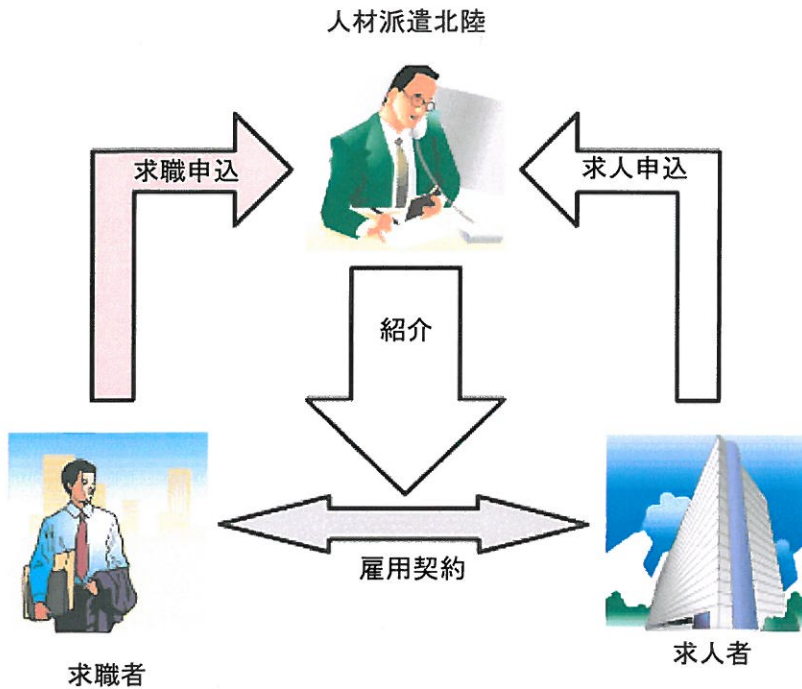 人材派遣北陸
求職申込
求人申込
紹介
雇用契約
求職者
求人者